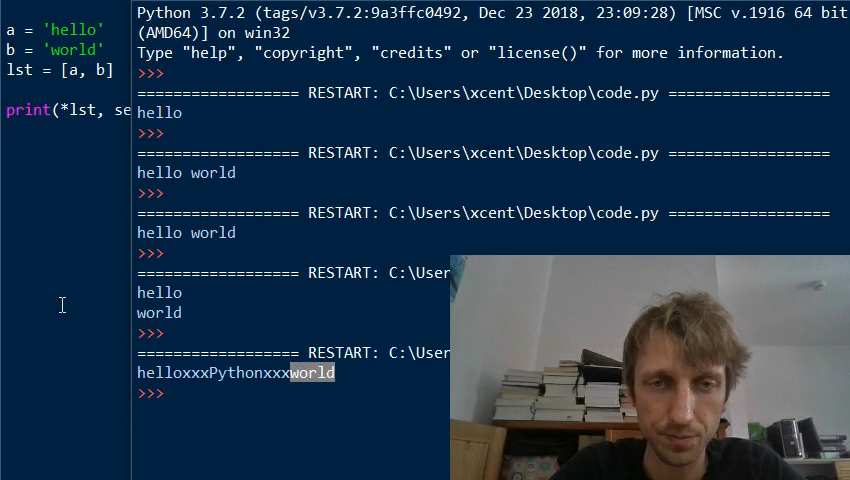 a = 'hello'
b = 'world'
lst = [a, b]
print(*lst, se
Python 3.7.2 (tags/v3.7.2:9a3ffc0492, Dec 23 2018, 23:09:28) [MSC v.1916 64 bit
(AMD64)] on win32
Type "help", "copyright", "credits" or "license()" for more information.
>>>
================== RESTART: C:\Users\xcent\Desktop\code.py ==================
hello
>>>
================== RESTART: C:\Users\xcent\Desktop\code.py ==================
hello world
>>>
================== RESTART: C:\Users\xcent\Desktop\code.py ==================
hello world
>>>
================== RESTART: C:\User
hello
world
>>>
================== RESTART: C:\User
helloxxxPythonxxxworld
>>>